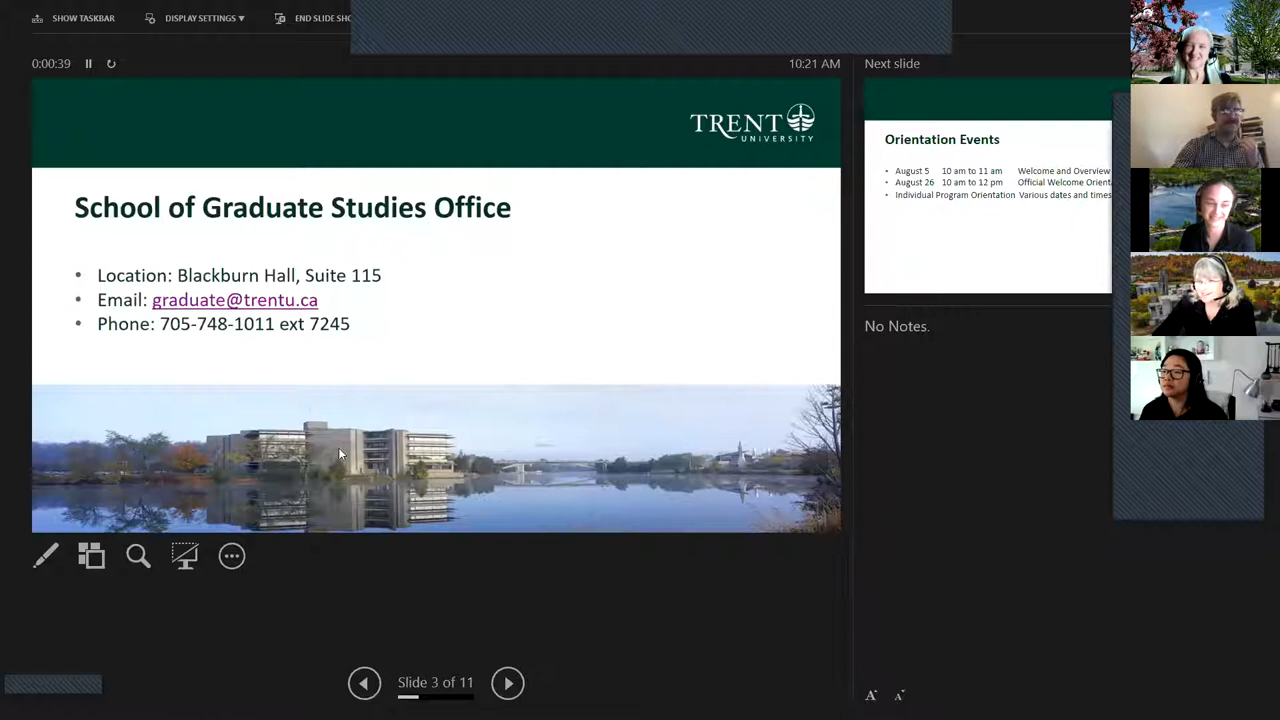 SHOW TASKBAR
DISPLAY SETTINGS ▼
END SLIDE SHO
0:00:39
10:21 AM
Next slide
TRENT
UNIVERSITY
School of Graduate Studies Office
• Location: Blackburn Hall, Suite 115
• Email: graduate@trentu.ca
• Phone: 705-748-1011 ext 7245
Orientation Events
• August 5 10 am to 11 am Welcome and Overview
• August 26 10 am to 12 pm Official Welcome Orient
• Individual Program Orientation Various dates and times
No Notes.
Slide 3 of 11
A A